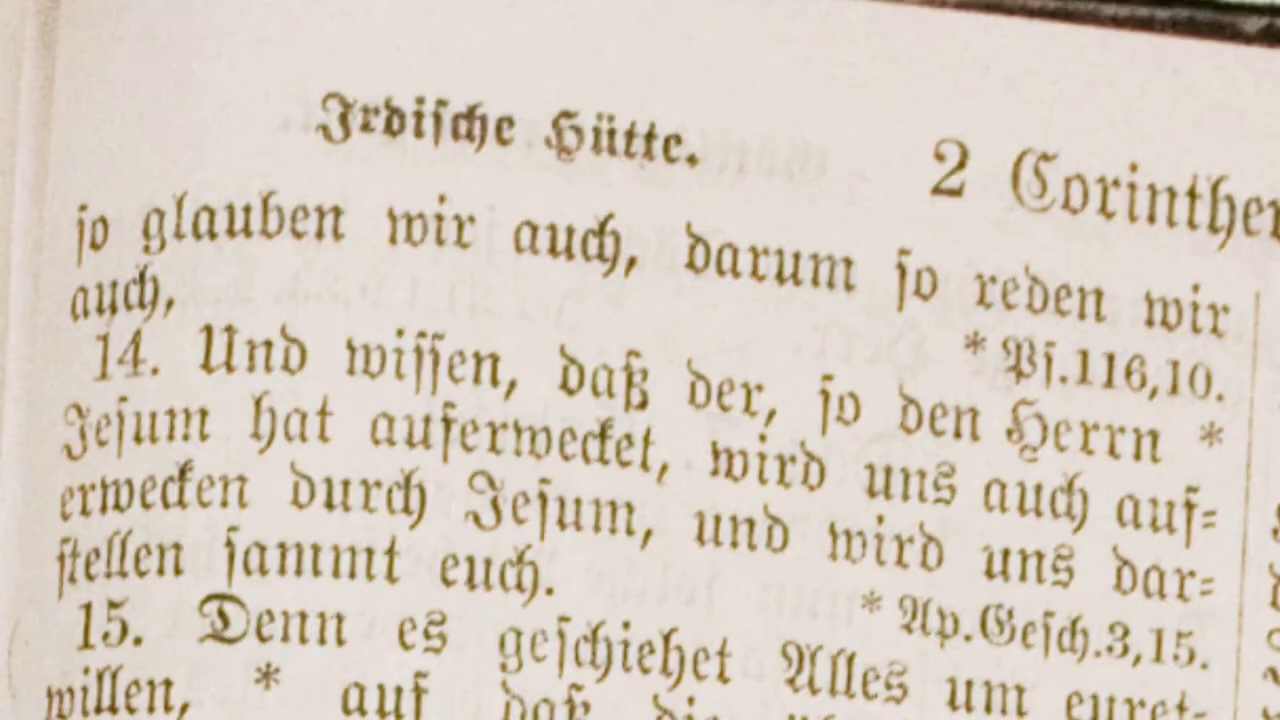 Irdische Hütte.
2 Corinther
so glauben wir auch, darum so reden wir
auch,
* Ps.116,10.
14. Und wissen, daß der, so den Herrn *
Jesum hat auferwecket, wird uns auch auf=
erwecken durch Jesum, und wird uns dar=
stellen sammt euch.
* Ap.Gesch.3,15.
15. Denn es geschiehet Alles um euret=
willen, * auf daß die